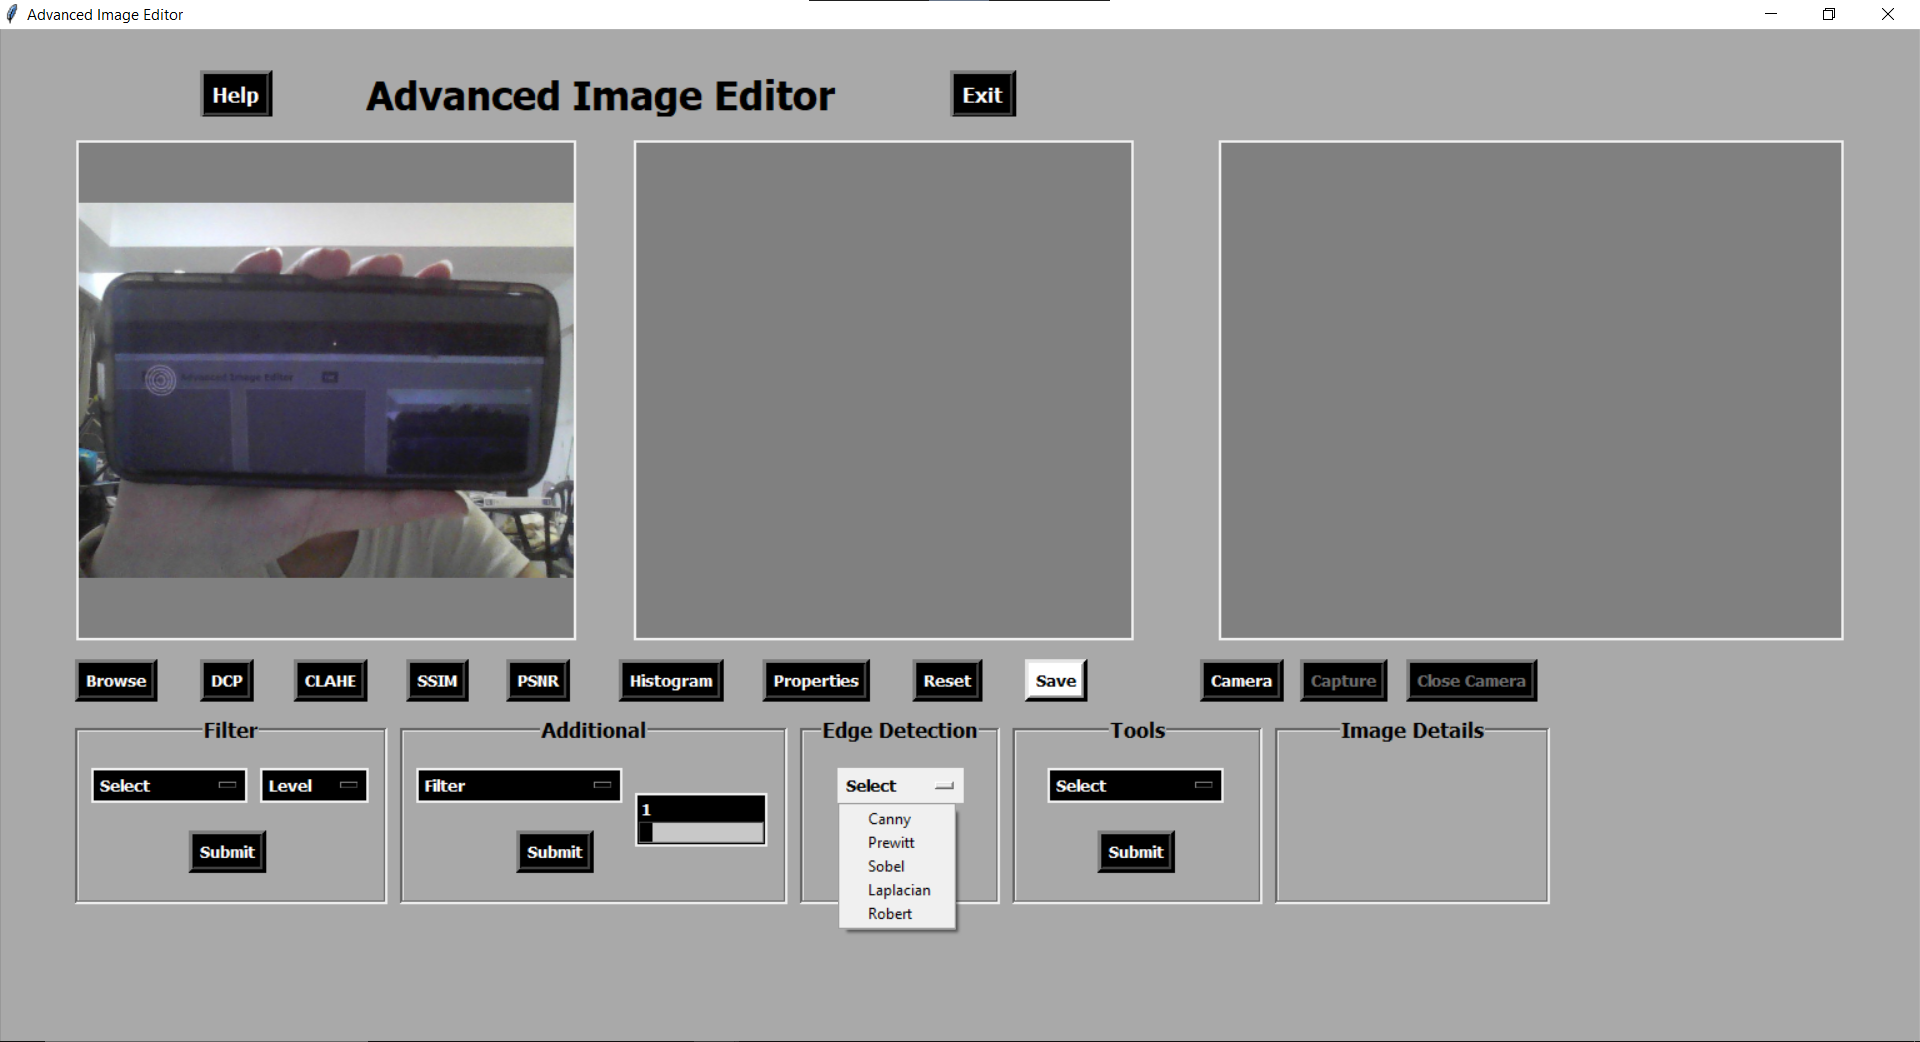 Advanced Image Editor
Help
Advanced Image Editor
Exit
Advanced Image Editor
Browse
DCP
CLAHE
SSIM
PSNR
Histogram
Properties
Reset
Save
Camera
Capture
Close Camera
Filter
Select
Level
Submit
Additional
Filter
1
Submit
Edge Detection
Select
Canny
Prewitt
Sobel
Laplacian
Robert
Tools
Select
Submit
Image Details